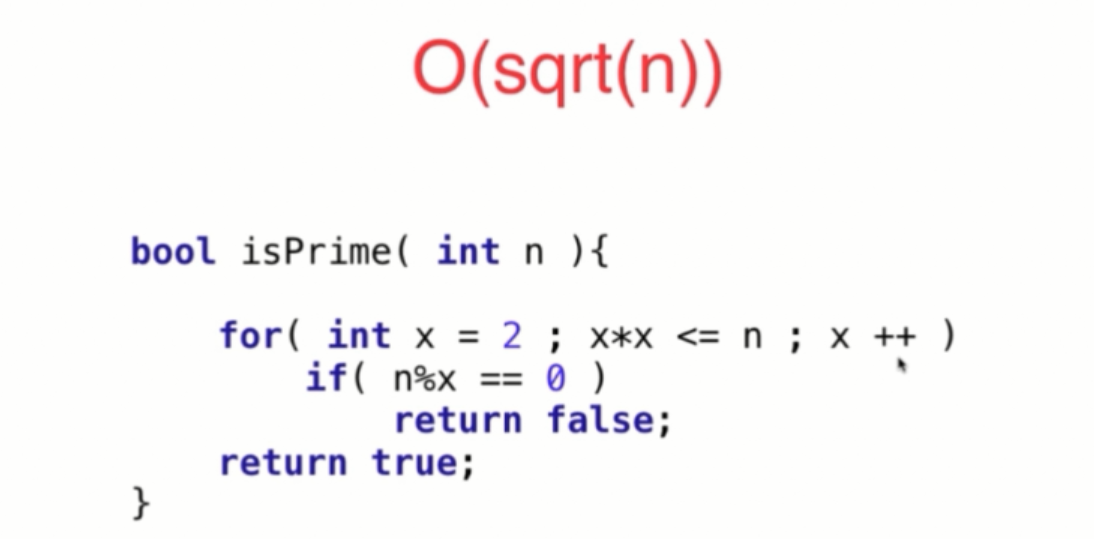 O(sqrt(n))
bool isPrime( int n ){
for( int x = 2 ; x*x <= n ; x ++ )
if( n%x == 0 )
return false;
return true;
}